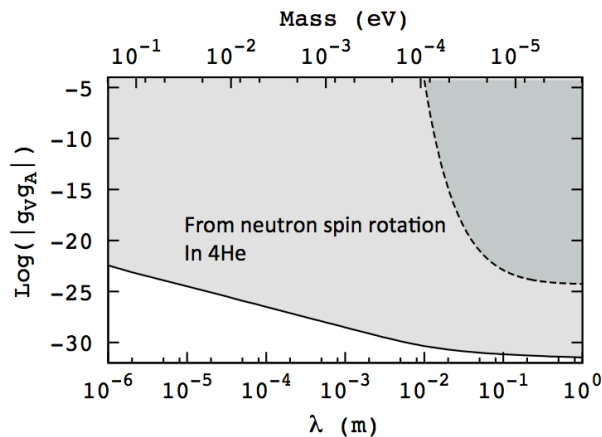 Mass (eV)
10^-1 10^-2 10^-3 10^-4 10^-5
-5
-10
-15
-20
-25
-30
Log(|gVgA|)
From neutron spin rotation
In 4He
10^-6 10^-5 10^-4 10^-3 10^-2 10^-1 10^0
λ (m)